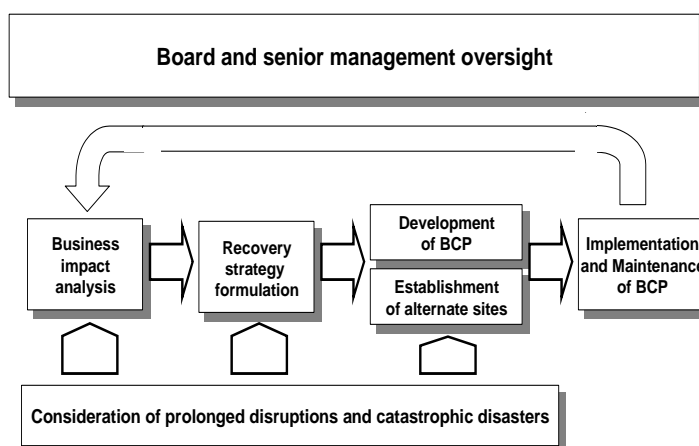 Board and senior management oversight
Business
impact
analysis
Recovery
strategy
formulation
Development
of BCP
Establishment
of alternate sites
Implementation
and Maintenance
of BCP
Consideration of prolonged disruptions and catastrophic disasters